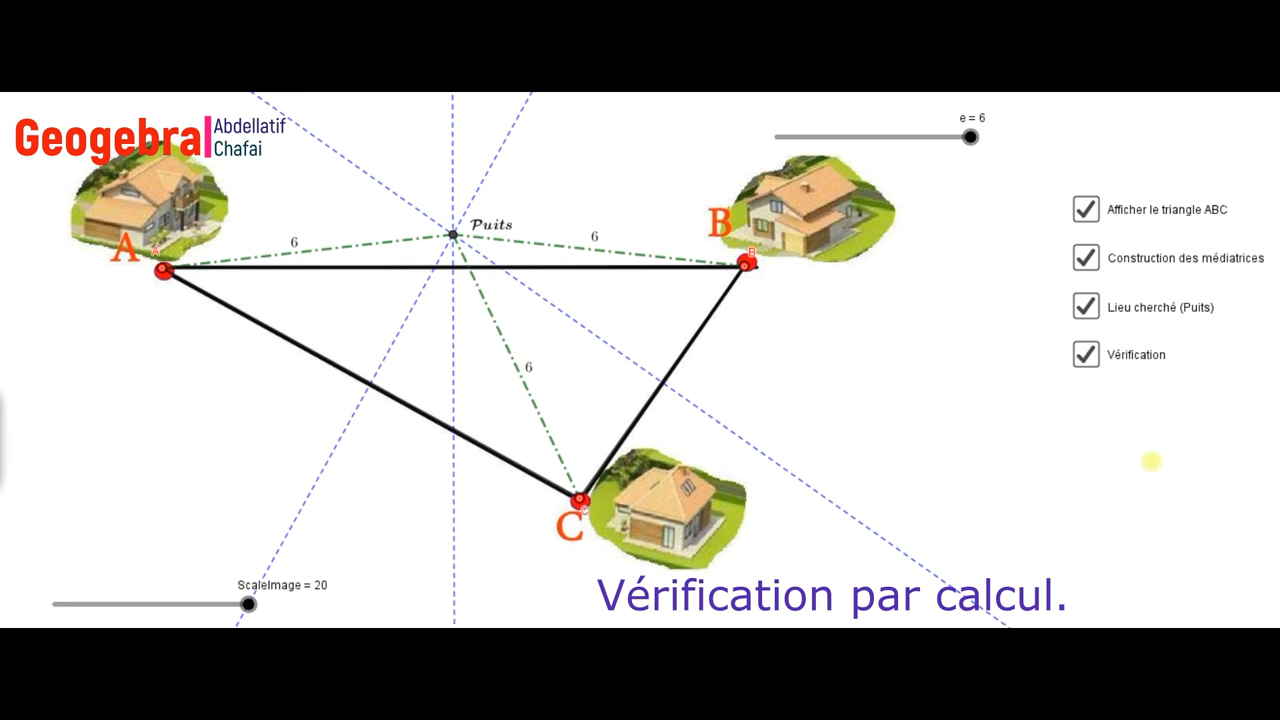 Geogebra
Abdellatif
Chafai
e = 6
A
A
6
Puits
6
B
B
Afficher le triangle ABC
Construction des médiatrices
Lieu cherché (Puits)
Vérification
6
C
C
ScaleImage = 20
Vérification par calcul.